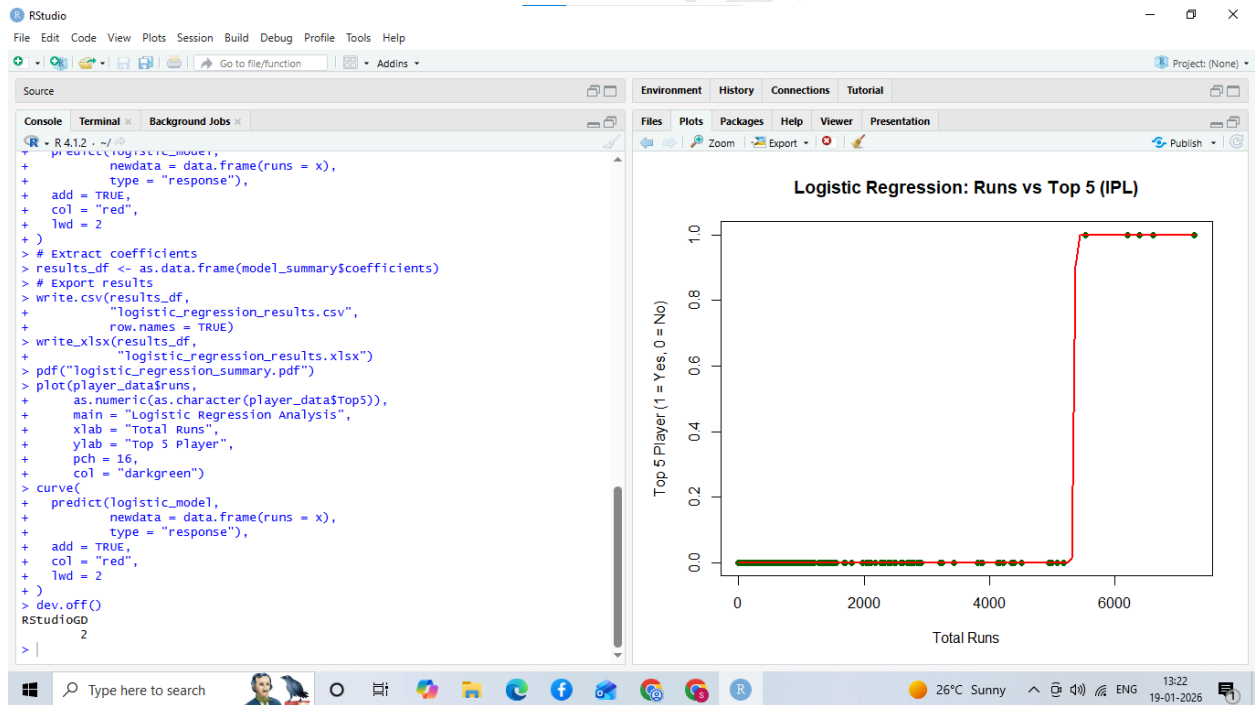 RStudio
File Edit Code View Plots Session Build Debug Profile Tools Help
Go to file/function
Addins
Project: (None)
Source
Console Terminal Background Jobs
R 4.1.2 · ~/
+ predict(logistic_model,
+ newdata = data.frame(runs = x),
+ type = "response"),
+ add = TRUE,
+ col = "red",
+ lwd = 2
+ )
> # Extract coefficients
> results_df <- as.data.frame(model_summary$coefficients)
> # Export results
> write.csv(results_df,
+ "logistic_regression_results.csv",
+ row.names = TRUE)
> write_xlsx(results_df,
+ "logistic_regression_results.xlsx")
> pdf("logistic_regression_summary.pdf")
> plot(player_data$runs,
+ as.numeric(as.character(player_data$Top5)),
+ main = "Logistic Regression Analysis",
+ xlab = "Total Runs",
+ ylab = "Top 5 Player",
+ pch = 16,
+ col = "darkgreen")
> curve(
+ predict(logistic_model,
+ newdata = data.frame(runs = x),
+ type = "response"),
+ add = TRUE,
+ col = "red",
+ lwd = 2
+ )
> dev.off()
RStudioGD
2
>
Environment History Connections Tutorial
Files Plots Packages Help Viewer Presentation
Zoom Export Publish
Logistic Regression: Runs vs Top 5 (IPL)
Top 5 Player (1 = Yes, 0 = No)
1.0
0.8
0.6
0.4
0.2
0.0
0 2000 4000 6000
Total Runs
Type here to search
26°C Sunny
ENG
13:22
19-01-2026
1